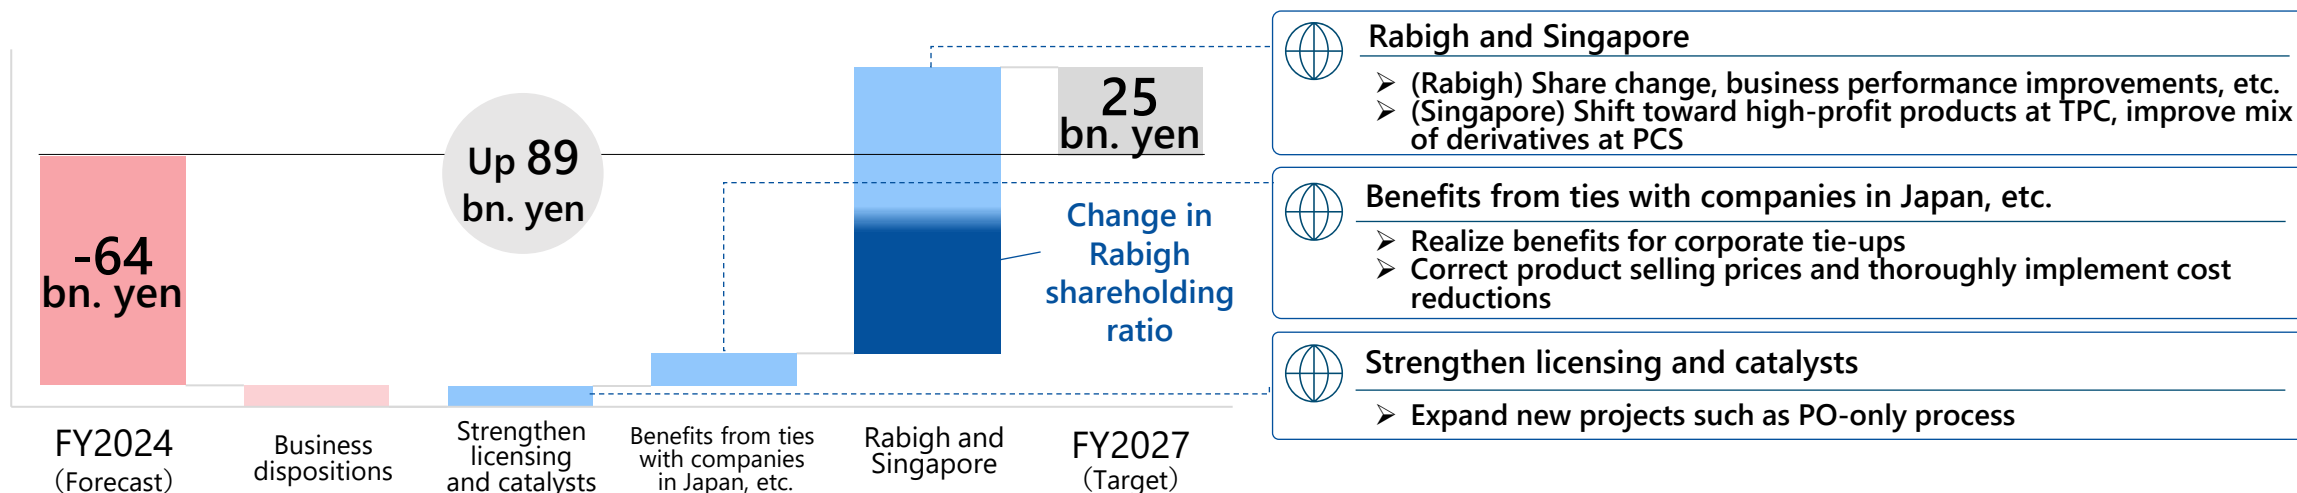 -64
bn. yen
Up 89
bn. yen
Change in
Rabigh
shareholding
ratio
25
bn. yen
FY2024
（Forecast）
Business
dispositions
Strengthen
licensing
and catalysts
Benefits from ties
with companies
in Japan, etc.
Rabigh and
Singapore
FY2027
（Target）
Rabigh and Singapore
➢ (Rabigh) Share change, business performance improvements, etc.
➢ (Singapore) Shift toward high-profit products at TPC, improve mix
of derivatives at PCS
Benefits from ties with companies in Japan, etc.
➢ Realize benefits for corporate tie-ups
➢ Correct product selling prices and thoroughly implement cost
reductions
Strengthen licensing and catalysts
➢ Expand new projects such as PO-only process